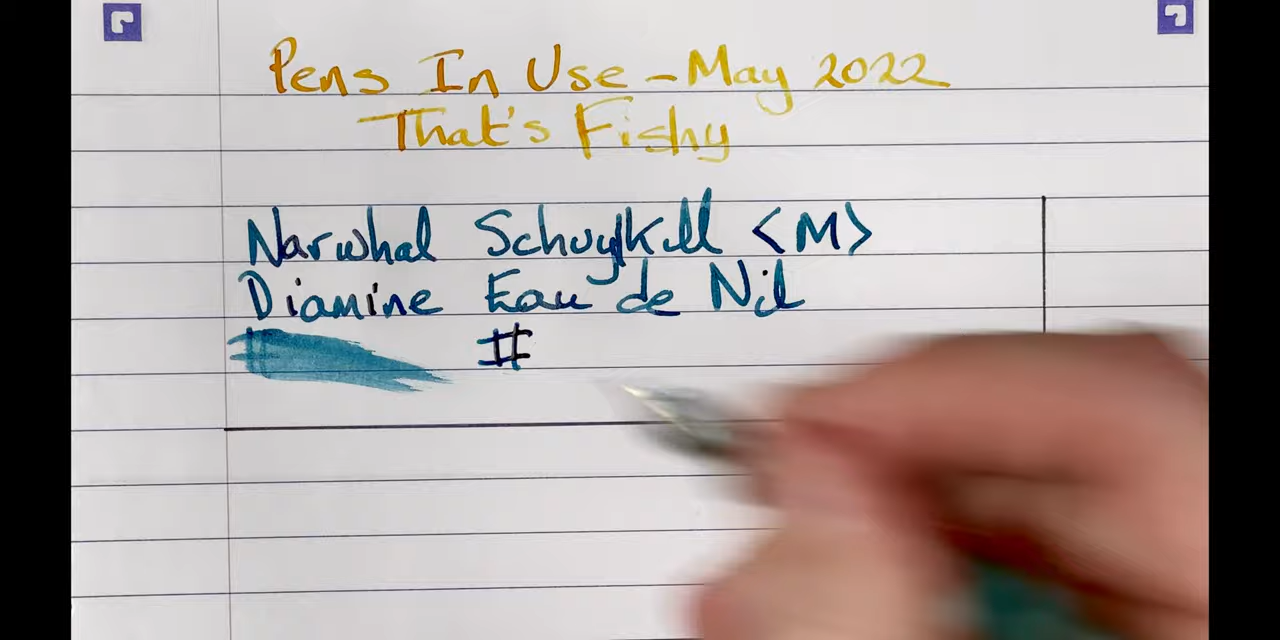 Pens In Use - May 2022
That's Fishy
Narwhal Schuylkill <M>
Diamine Eau de Nil
#